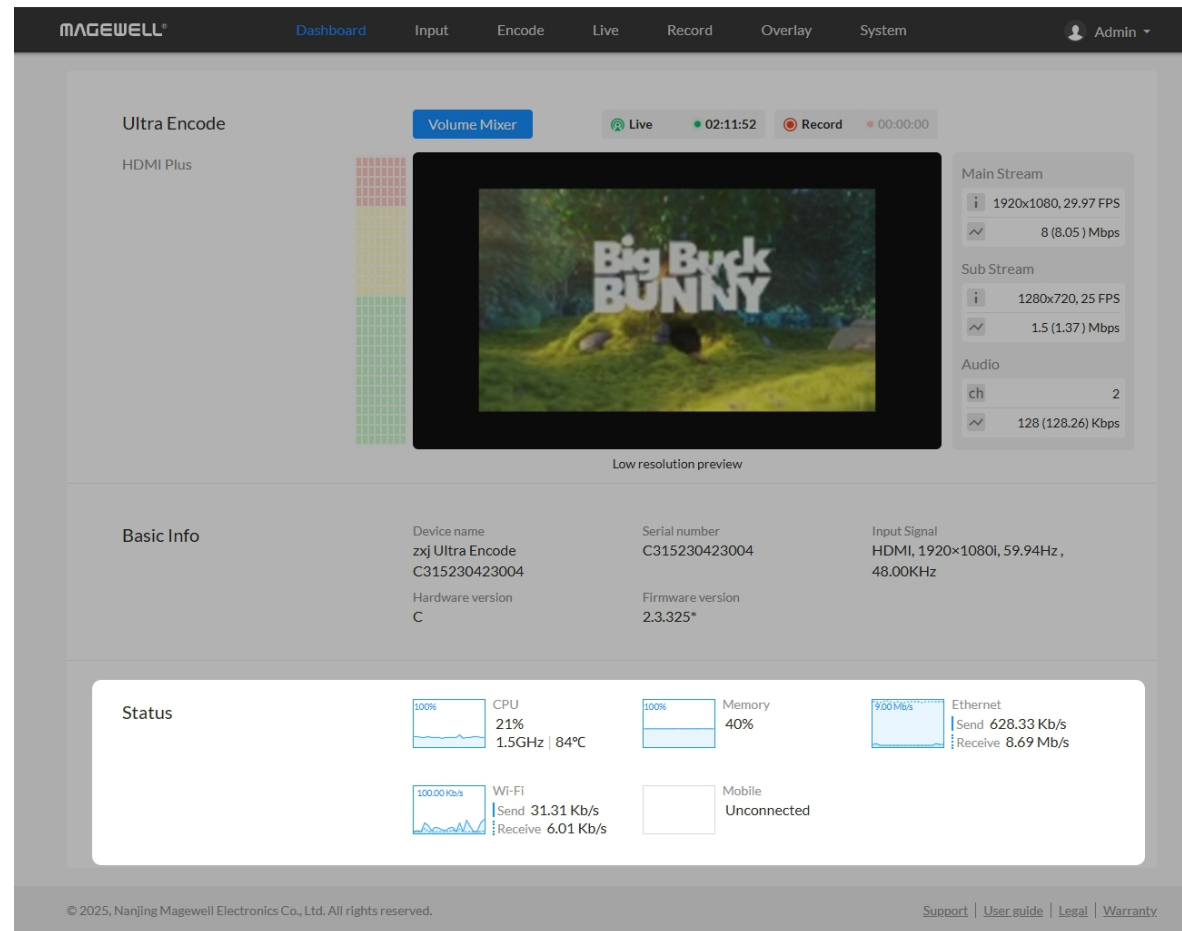 MAGEWELL®
Dashboard Input Encode Live Record Overlay System Admin
Ultra Encode
HDMI Plus
Volume Mixer
Live 02:11:52 Record 00:00:00
Big Buck
BUNNY
Main Stream
i 1920x1080, 29.97 FPS
8 (8.05 ) Mbps
Sub Stream
i 1280x720, 25 FPS
1.5 (1.37 ) Mbps
Audio
ch 2
128 (128.26) Kbps
Low resolution preview
Basic Info
Device name
zxj Ultra Encode
C315230423004
Serial number
C315230423004
Input Signal
HDMI, 1920×1080i, 59.94Hz ,
48.00KHz
Hardware version
C
Firmware version
2.3.325*
Status
100%
CPU
21%
1.5GHz | 84℃
100%
Memory
40%
9.00 Mb/s
Ethernet
Send 628.33 Kb/s
Receive 8.69 Mb/s
100.00 Kb/s
Wi-Fi
Send 31.31 Kb/s
Receive 6.01 Kb/s
Mobile
Unconnected
© 2025, Nanjing Magewell Electronics Co., Ltd. All rights reserved.
Support | User guide | Legal | Warranty